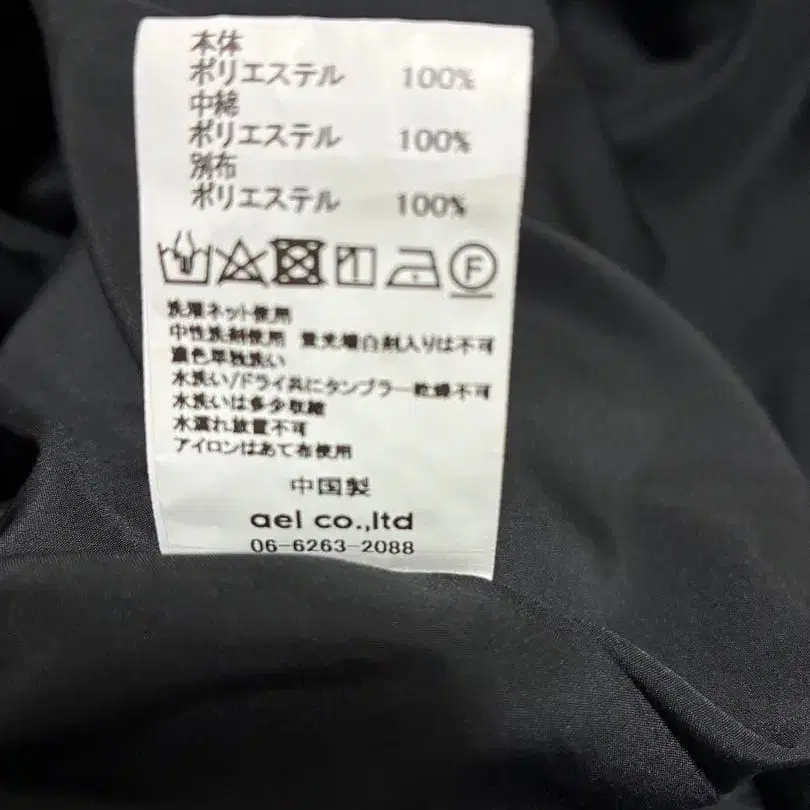 本体
ポリエステル 100%
中綿
ポリエステル 100%
別布
ポリエステル 100%
F
洗濯ネット使用
中性洗剤使用 蛍光増白剤入りは不可
濃色単独洗い
水洗い/ドライ共にタンブラー乾燥不可
水洗いは多少収縮
水濡れ放置不可
アイロンはあて布使用
中国製
ael co.,ltd
06-6263-2088